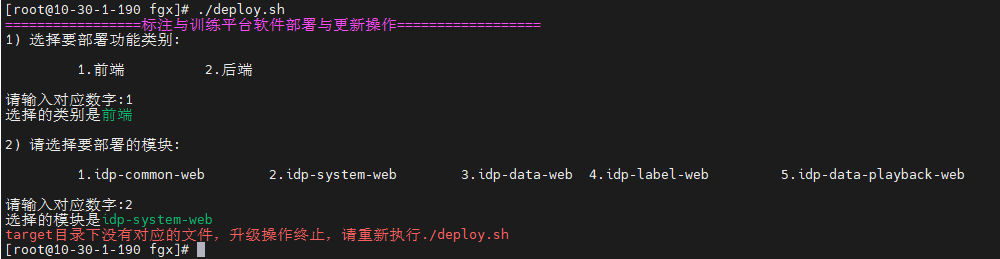 [root@10-30-1-190 fgx]# ./deploy.sh
=================标注与训练平台软件部署与更新操作==================
1) 选择要部署功能类别:
1.前端 2.后端
请输入对应数字:1
选择的类别是前端
2) 请选择要部署的模块:
1.idp-common-web 2.idp-system-web 3.idp-data-web 4.idp-label-web 5.idp-data-playback-web
请输入对应数字:2
选择的模块是idp-system-web
target目录下没有对应的文件，升级操作终止，请重新执行./deploy.sh
[root@10-30-1-190 fgx]#